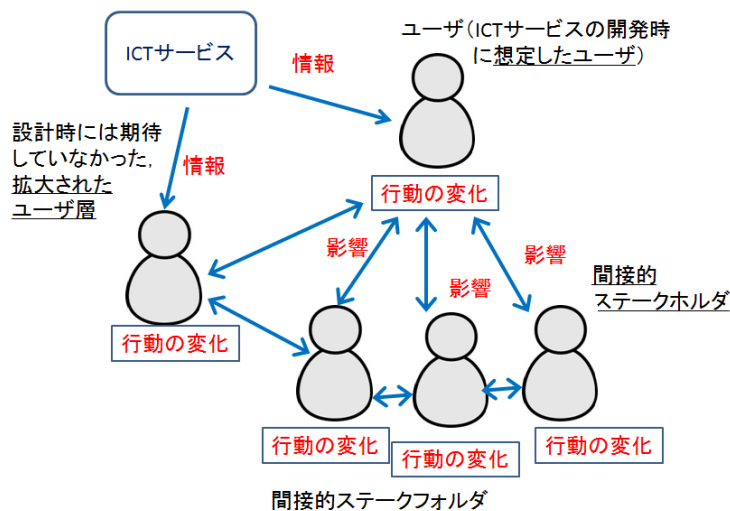 ICTサービス
ユーザ（ICTサービスの開発時
に想定したユーザ）
情報
設計時には期待
していなかった,
拡大された
ユーザ層
情報
行動の変化
影響
影響
影響
間接的
ステークホルダ
行動の変化
行動の変化
行動の変化
行動の変化
間接的ステークフォルダ